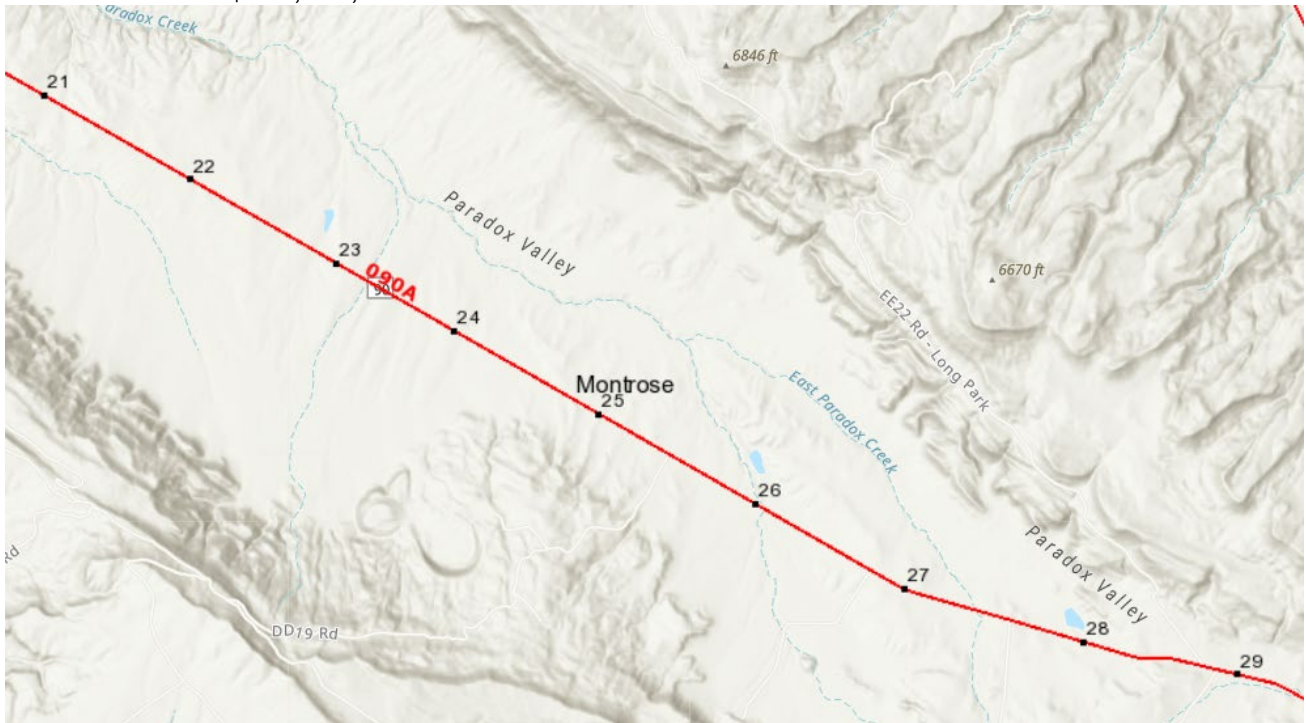 aradox Creek
6846 ft
21
22
Paradox Valley
23
090A
90
24
6670 ft
EE22 Rd - Long Park
Montrose
25
East Paradox Creek
26
Paradox Valley
27
Rd
DD19 Rd
28
29